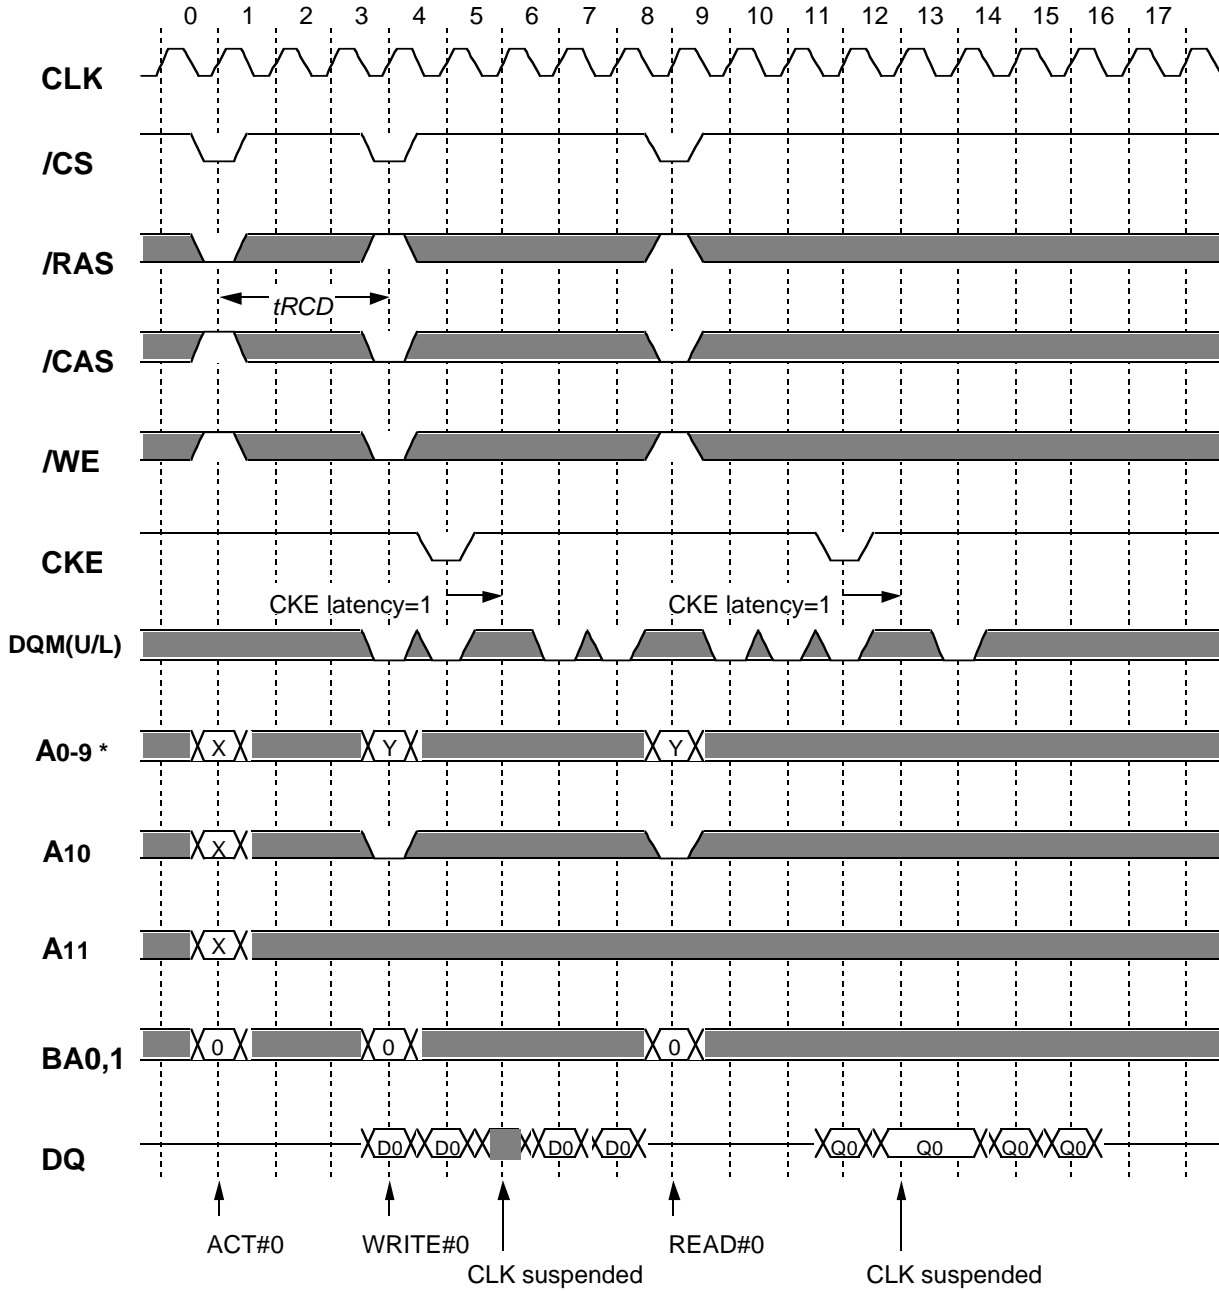 0 1 2 3 4 5 6 7 8 9 10 11 12 13 14 15 16 17
CLK
/CS
/RAS
tRCD
/CAS
/WE
CKE
CKE latency=1 CKE latency=1
DQM(U/L)
A0-9 * X Y Y
A10 X
A11 X
BA0,1 0 0 0
DQ D0 D0 D0 D0 Q0 Q0 Q0 Q0
ACT#0 WRITE#0 READ#0
CLK suspended CLK suspended